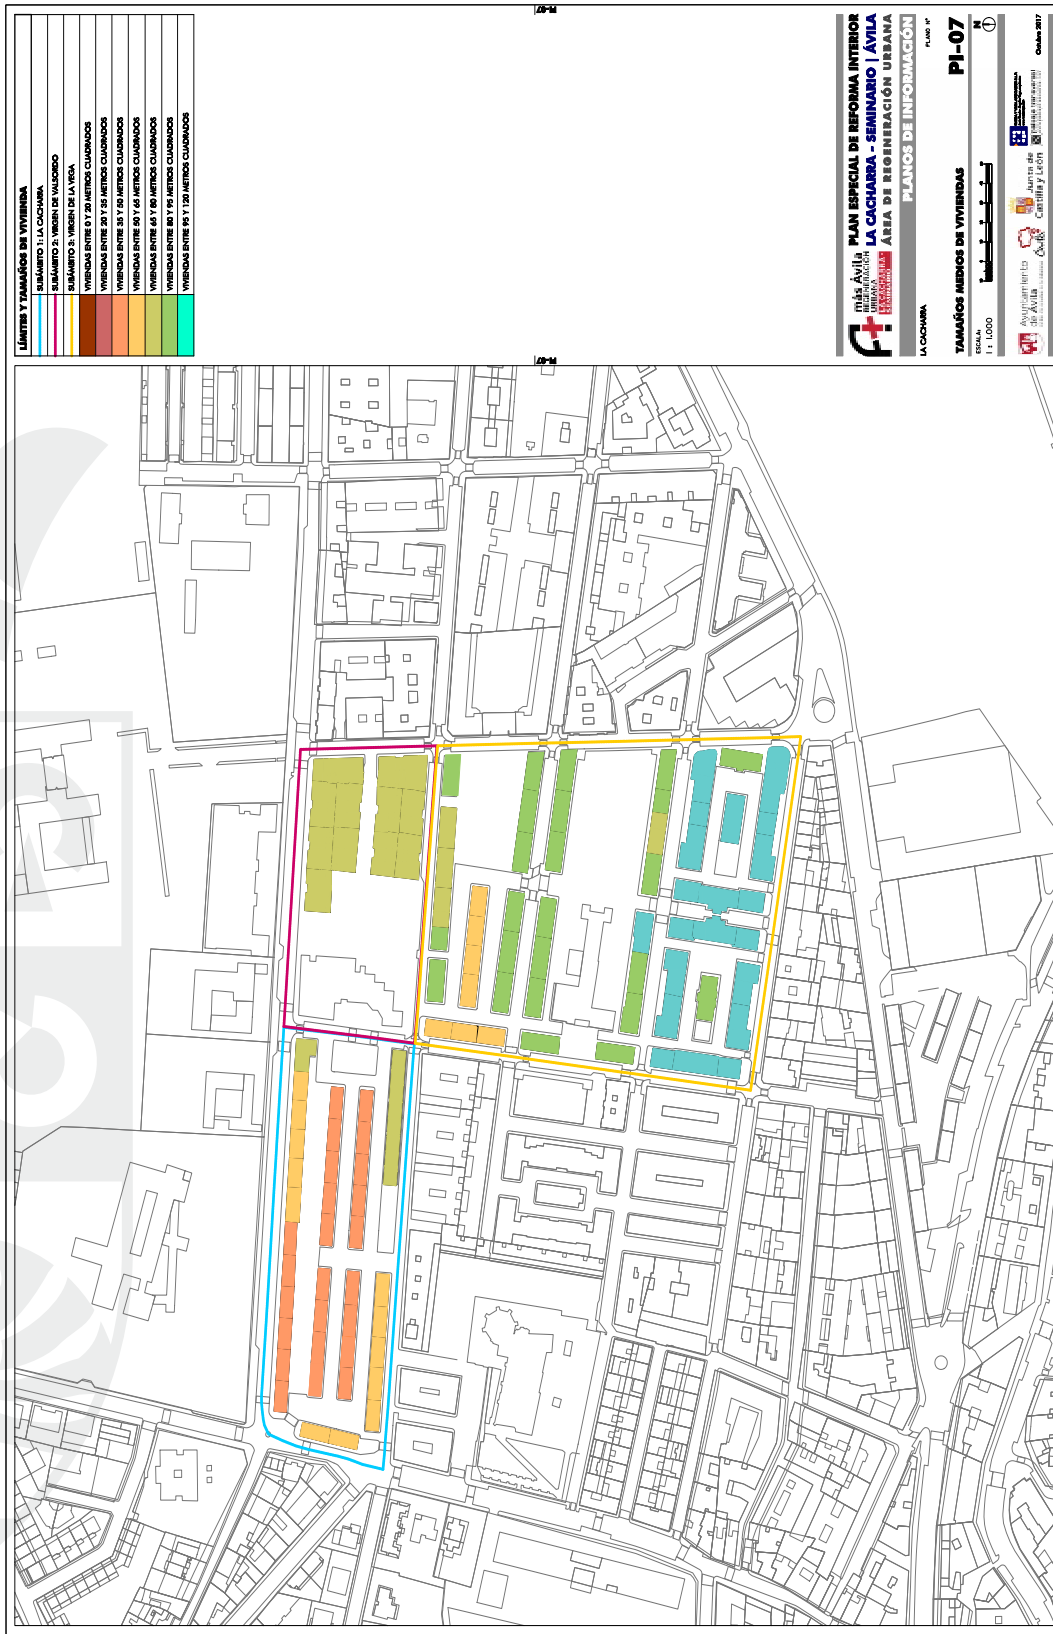 LÍMITES Y TAMAÑOS DE VIVIENDA
SUBÁMBITO 1: LA CACHARRA
SUBÁMBITO 2: VIRGEN DE VALSORDO
SUBÁMBITO 3: VIRGEN DE LA VEGA
VIVIENDAS ENTRE 0 Y 20 METROS CUADRADOS
VIVIENDAS ENTRE 20 Y 35 METROS CUADRADOS
VIVIENDAS ENTRE 35 Y 50 METROS CUADRADOS
VIVIENDAS ENTRE 50 Y 65 METROS CUADRADOS
VIVIENDAS ENTRE 65 Y 80 METROS CUADRADOS
VIVIENDAS ENTRE 80 Y 95 METROS CUADRADOS
VIVIENDAS ENTRE 95 Y 120 METROS CUADRADOS
PI-07
PI-07
más Ávila
REGENERACIÓN
URBANA
LA CACHARRA-
SEMINARIO
PLAN ESPECIAL DE REFORMA INTERIOR
LA CACHARRA - SEMINARIO | ÁVILA
ÁREA DE REGENERACIÓN URBANA
PLANOS DE INFORMACIÓN
LA CACHARRA
PLANO Nº
TAMAÑOS MEDIOS DE VIVIENDAS
PI-07
ESCALA:
1 : 1.000
N
Ayuntamiento
de Ávila
Ávila
Junta de
Castilla y León
Octubre 2017